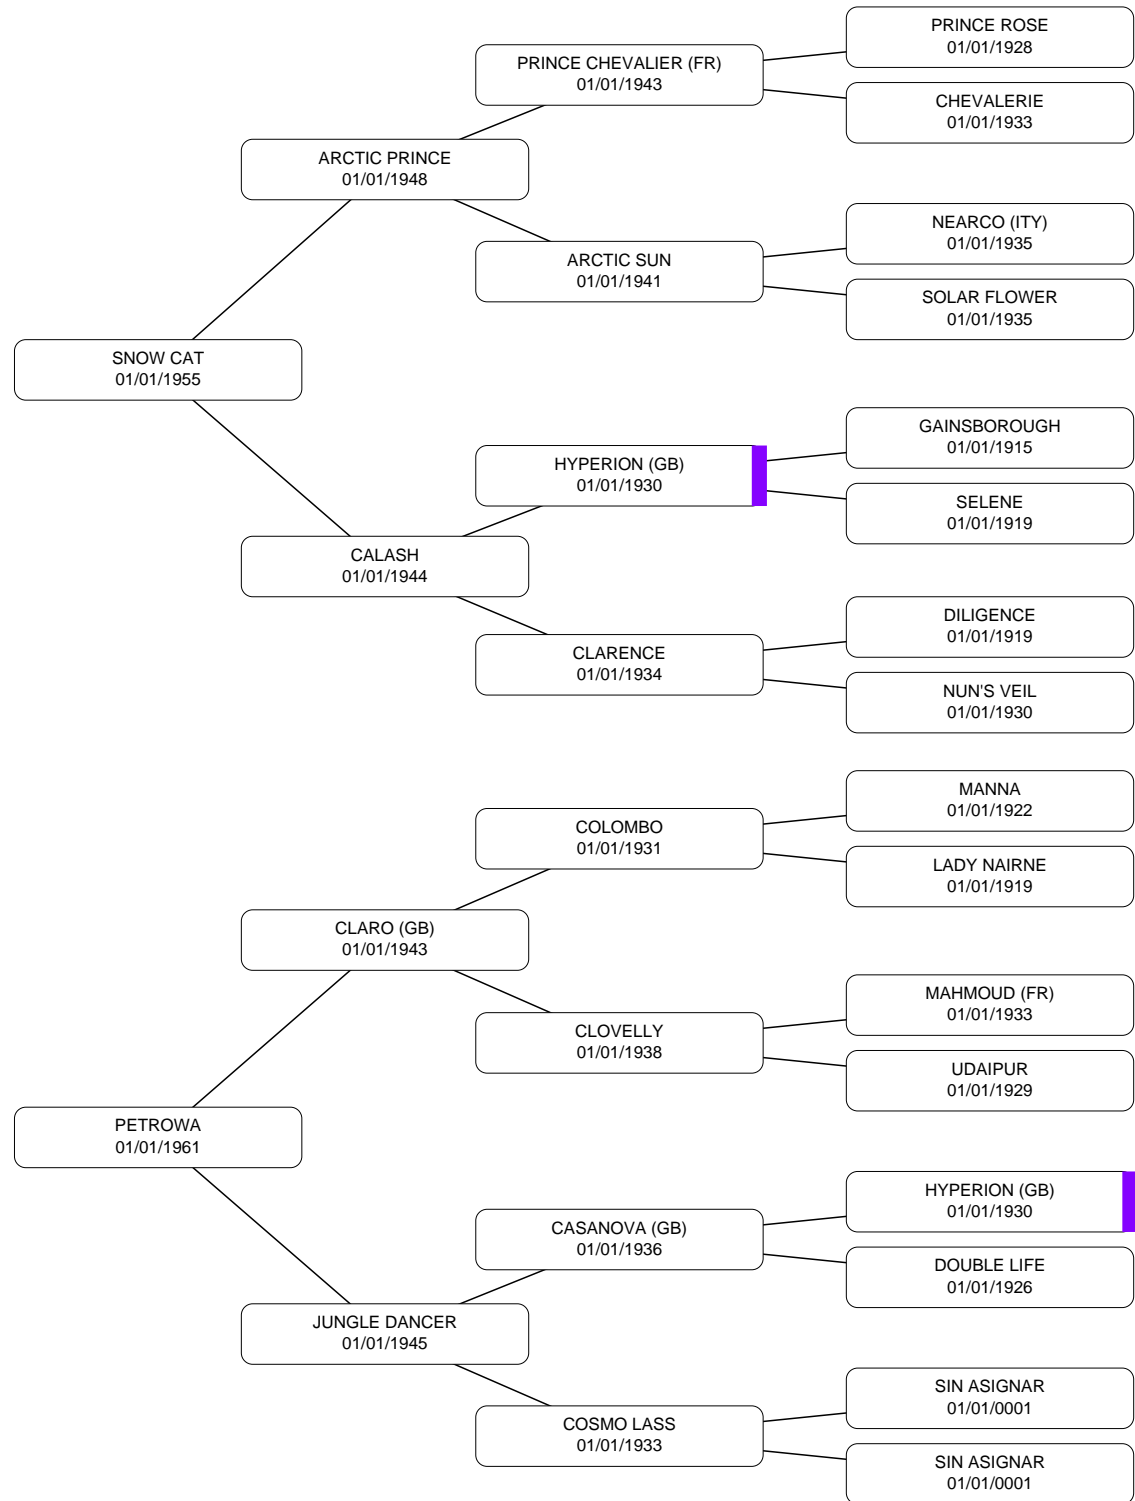 PRINCE ROSE
01/01/1928
PRINCE CHEVALIER (FR)
01/01/1943
CHEVALERIE
01/01/1933
ARCTIC PRINCE
01/01/1948
NEARCO (ITY)
01/01/1935
ARCTIC SUN
01/01/1941
SOLAR FLOWER
01/01/1935
SNOW CAT
01/01/1955
GAINSBOROUGH
01/01/1915
HYPERION (GB)
01/01/1930
SELENE
01/01/1919
CALASH
01/01/1944
DILIGENCE
01/01/1919
CLARENCE
01/01/1934
NUN'S VEIL
01/01/1930
MANNA
01/01/1922
COLOMBO
01/01/1931
LADY NAIRNE
01/01/1919
CLARO (GB)
01/01/1943
MAHMOUD (FR)
01/01/1933
CLOVELLY
01/01/1938
UDAIPUR
01/01/1929
PETROWA
01/01/1961
HYPERION (GB)
01/01/1930
CASANOVA (GB)
01/01/1936
DOUBLE LIFE
01/01/1926
JUNGLE DANCER
01/01/1945
SIN ASIGNAR
01/01/0001
COSMO LASS
01/01/1933
SIN ASIGNAR
01/01/0001